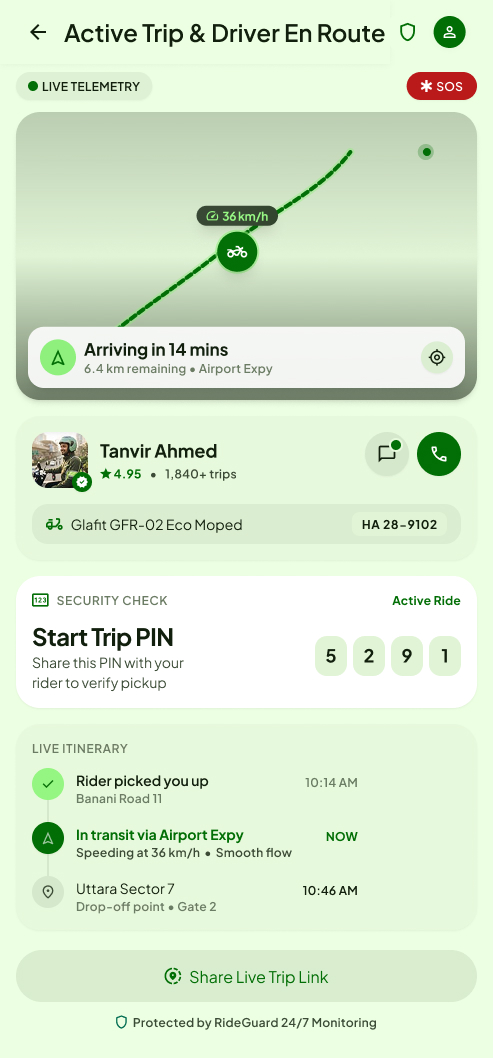 Active Trip & Driver En Route
LIVE TELEMETRY
SOS
36 km/h
Arriving in 14 mins
6.4 km remaining • Airport Expy
Tanvir Ahmed
4.95 • 1,840+ trips
Glafit GFR-02 Eco Moped
HA 28-9102
123
SECURITY CHECK
Active Ride
Start Trip PIN
Share this PIN with your
rider to verify pickup
5 2 9 1
LIVE ITINERARY
Rider picked you up
10:14 AM
Banani Road 11
In transit via Airport Expy
NOW
Speeding at 36 km/h • Smooth flow
Uttara Sector 7
10:46 AM
Drop-off point • Gate 2
Share Live Trip Link
Protected by RideGuard 24/7 Monitoring